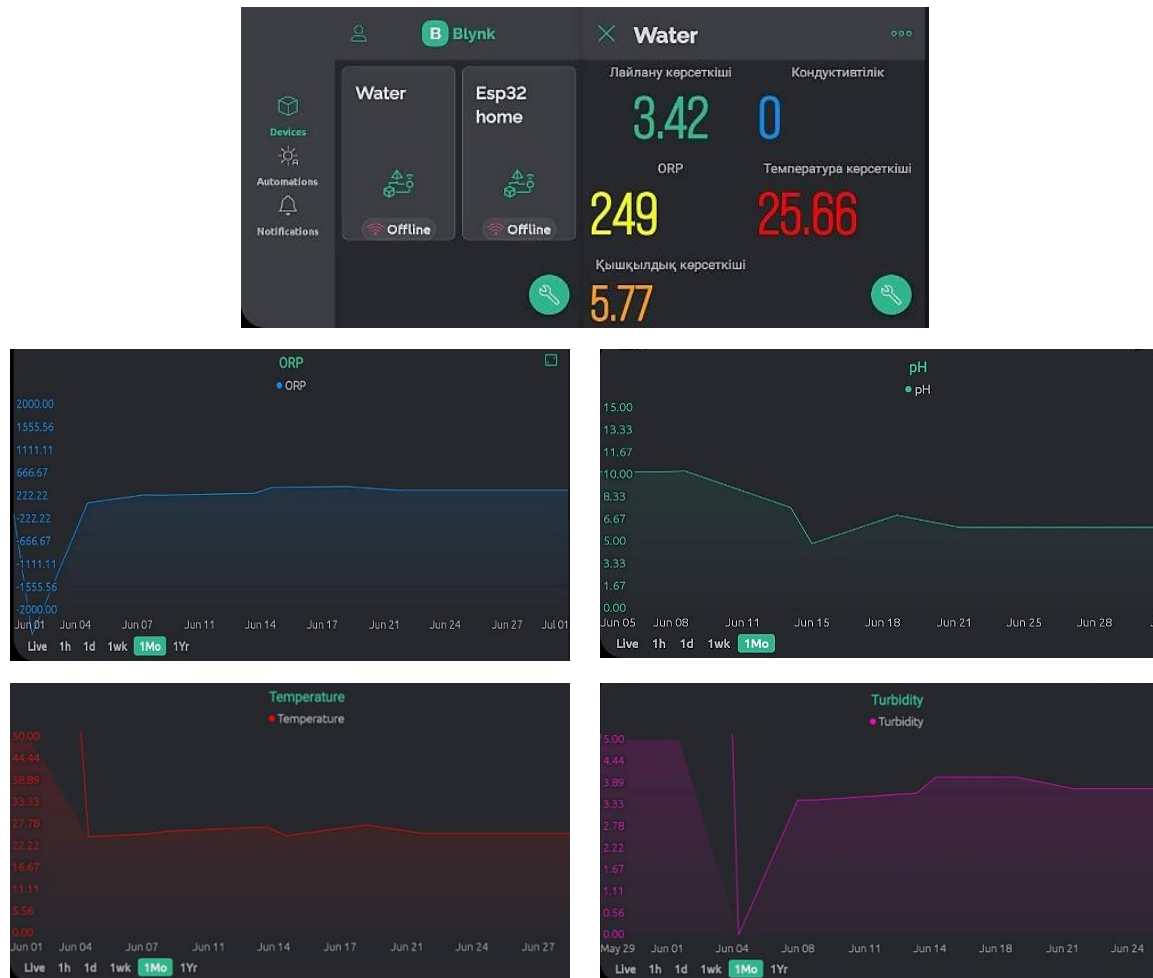 B Blynk
Water
Water
Esp32
home
Devices
Automations
Notifications
Offline
Offline
Лайлану көрсеткіші
Кондуктивтілік
3.42
0
ORP
Температура көрсеткіші
249
25.66
Қышқылдық көрсеткіші
5.77
ORP
ORP
2000.00
1555.56
1111.11
666.67
222.22
-222.22
-666.67
-1111.11
-1555.56
-2000.00
Jun 01 Jun 04 Jun 07 Jun 11 Jun 14 Jun 17 Jun 21 Jun 24 Jun 27 Jul 01
Live 1h 1d 1wk 1Mo 1Yr
pH
pH
15.00
13.33
11.67
10.00
8.33
6.67
5.00
3.33
1.67
0.00
Jun 05 Jun 08 Jun 11 Jun 15 Jun 18 Jun 21 Jun 25 Jun 28
Live 1h 1d 1wk 1Mo
Temperature
Temperature
50.00
44.44
38.89
33.33
27.78
22.22
16.67
11.11
5.56
0.00
Jun 01 Jun 04 Jun 07 Jun 11 Jun 14 Jun 17 Jun 21 Jun 24 Jun 27
Live 1h 1d 1wk 1Mo 1Yr
Turbidity
Turbidity
5.00
4.44
3.89
3.33
2.78
2.22
1.67
1.11
0.56
0.00
May 29 Jun 01 Jun 04 Jun 08 Jun 11 Jun 14 Jun 18 Jun 21 Jun 24
Live 1h 1d 1wk 1Mo 1Yr